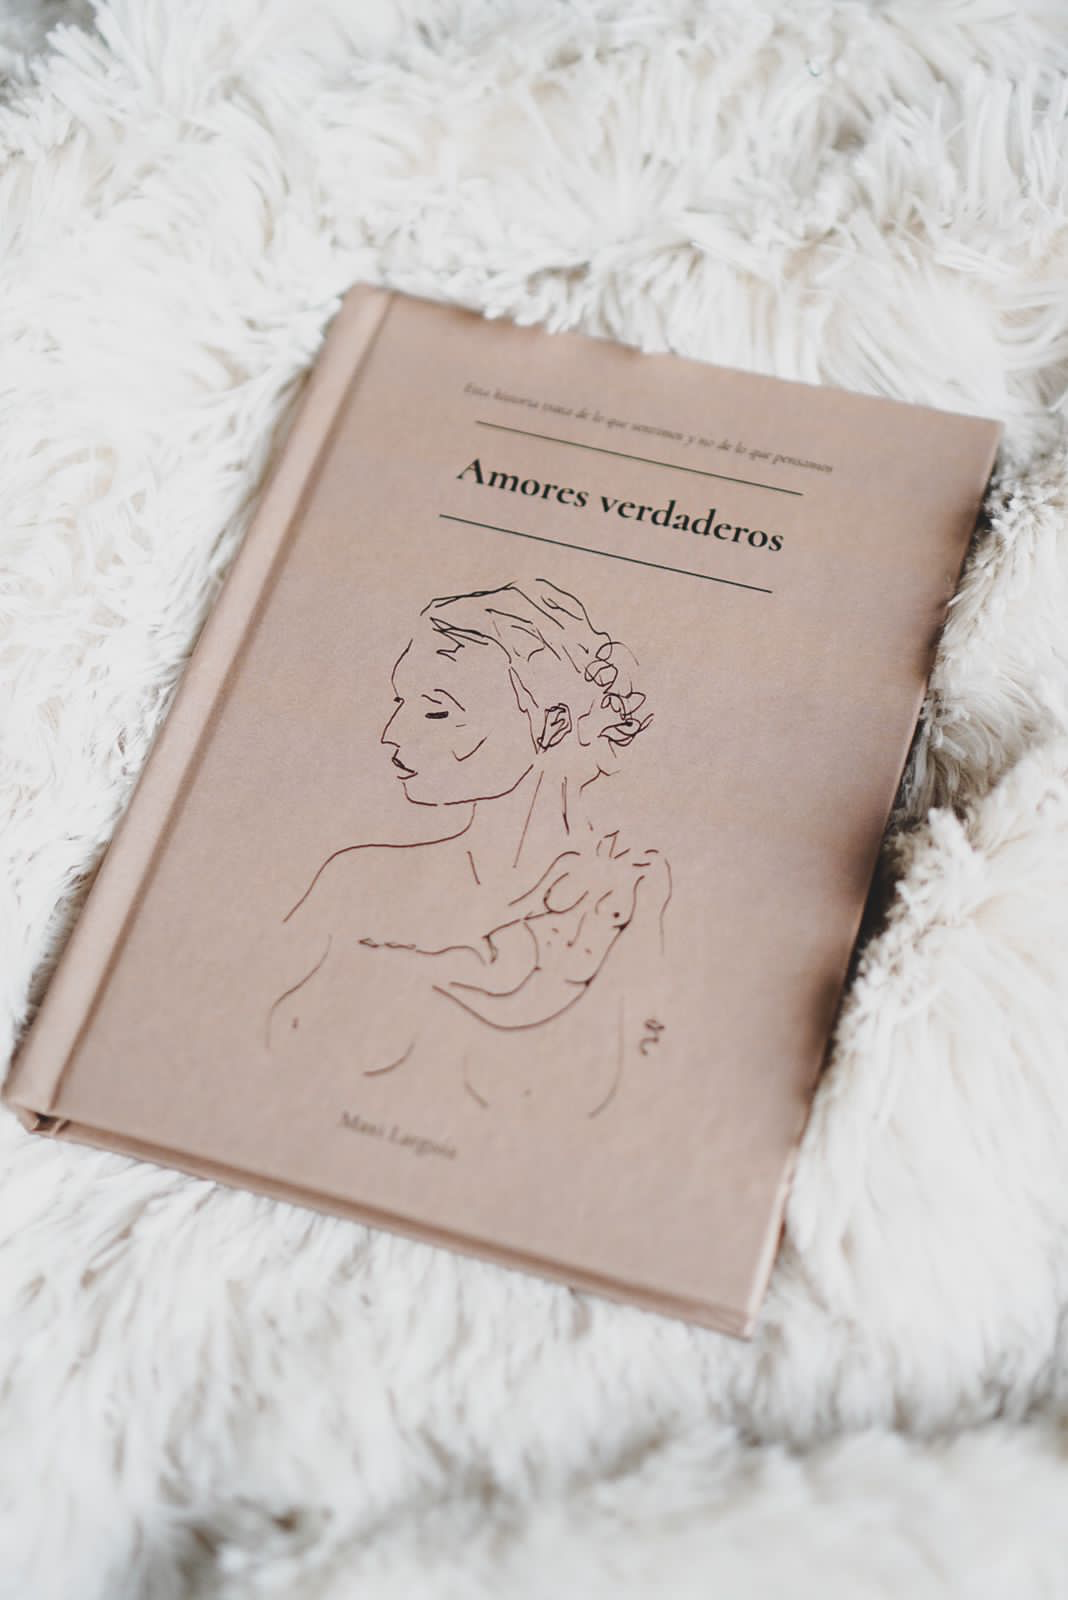 Esta historia trata de lo que sentimos y no de lo que pensamos
Amores verdaderos